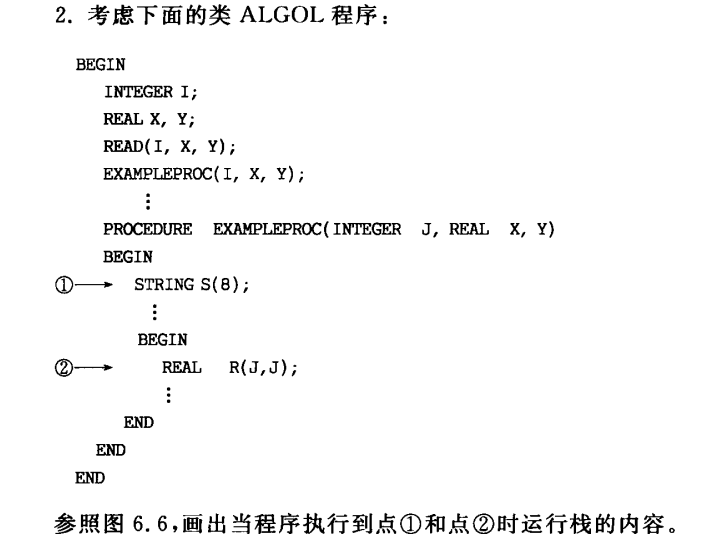 2. 考虑下面的类 ALGOL 程序:
BEGIN
INTEGER I;
REAL X, Y;
READ(I, X, Y);
EXAMPLEPROC(I, X, Y);
⋮
PROCEDURE EXAMPLEPROC(INTEGER J, REAL X, Y)
BEGIN
①→ STRING S(8);
⋮
BEGIN
②→ REAL R(J,J);
⋮
END
END
END
参照图 6.6,画出当程序执行到点①和点②时运行栈的内容。